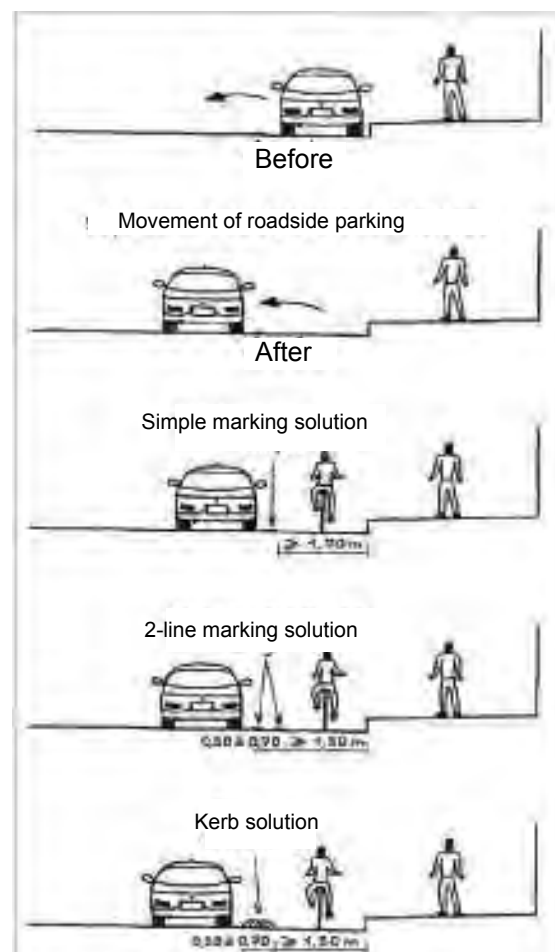 Before
Movement of roadside parking
After
Simple marking solution
⩾ 1,70 m
2-line marking solution
0,50 à 0,70 ⩾ 1,50 m
Kerb solution
0,50 à 0,70 ⩾ 1,50 m